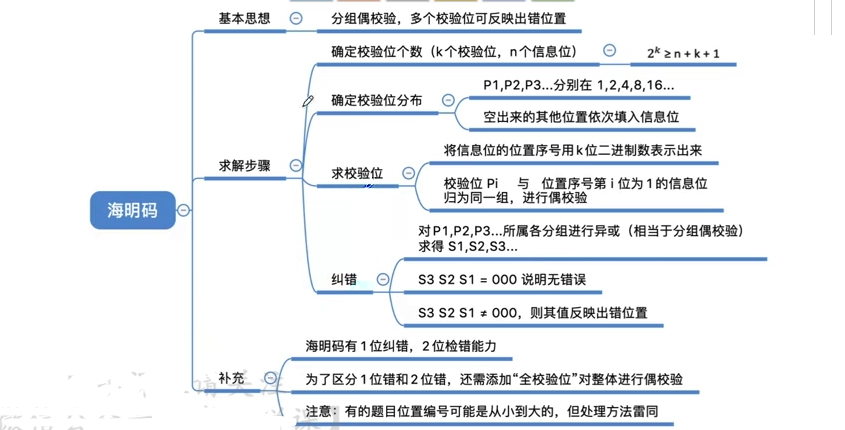 基本思想
分组偶校验，多个校验位可反映出错位置
确定校验位个数（k个校验位，n个信息位）
2ᵏ ≥ n + k + 1
确定校验位分布
P1,P2,P3...分别在 1,2,4,8,16...
空出来的其他位置依次填入信息位
求解步骤
求校验位
将信息位的位置序号用k位二进制数表示出来
校验位 Pi 与 位置序号第 i 位为1的信息位
归为同一组，进行偶校验
海明码
对P1,P2,P3...所属各分组进行异或（相当于分组偶校验）
求得 S1,S2,S3...
纠错
S3 S2 S1 = 000 说明无错误
S3 S2 S1 ≠ 000，则其值反映出错位置
海明码有1位纠错，2位检错能力
补充
为了区分1位错和2位错，还需添加“全校验位”对整体进行偶校验
注意：有的题目位置编号可能是从小到大的，但处理方法雷同